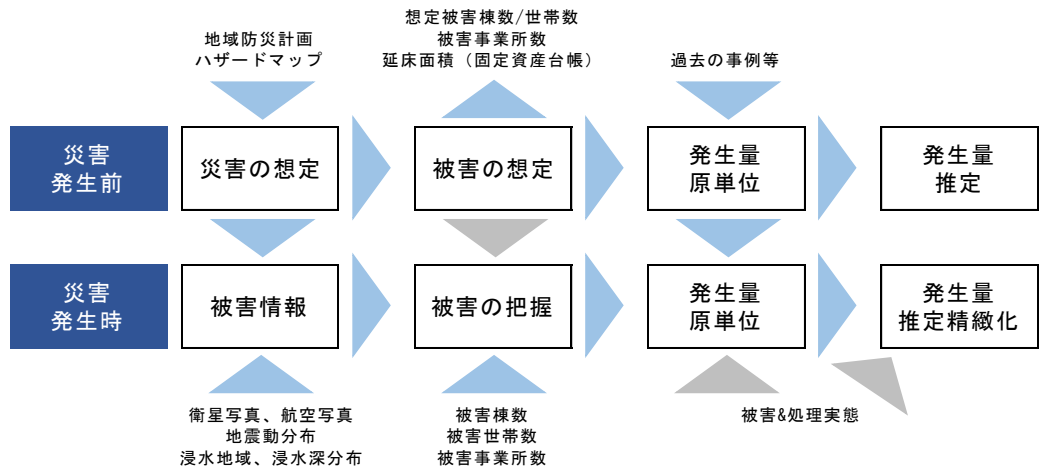 地域防災計画
ハザードマップ
想定被害棟数/世帯数
被害事業所数
延床面積（固定資産台帳）
過去の事例等
災害
発生前
災害の想定
被害の想定
発生量
原単位
発生量
推定
災害
発生時
被害情報
被害の把握
発生量
原単位
発生量
推定精緻化
衛星写真、航空写真
地震動分布
浸水地域、浸水深分布
被害棟数
被害世帯数
被害事業所数
被害&処理実態